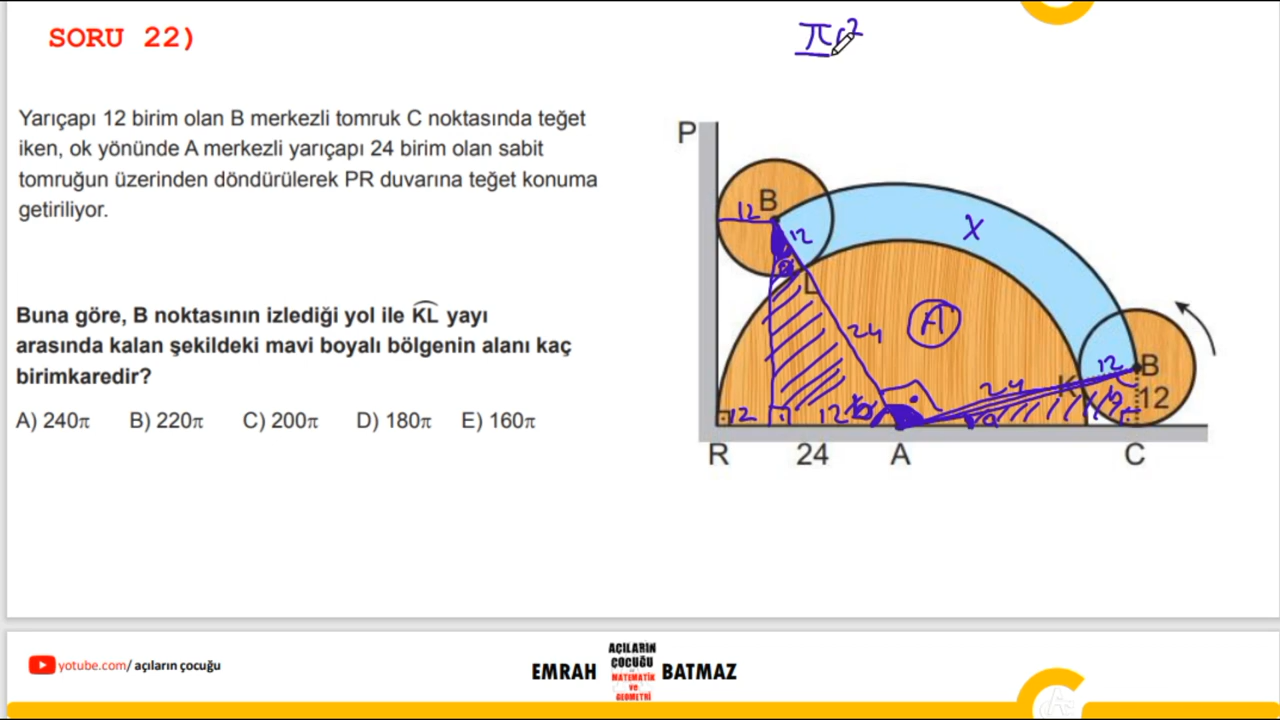 SORU 22)
πr²
Yarıçapı 12 birim olan B merkezli tomruk C noktasında teğet
iken, ok yönünde A merkezli yarıçapı 24 birim olan sabit
tomruğun üzerinden döndürülerek PR duvarına teğet konuma
getiriliyor.
Buna göre, B noktasının izlediği yol ile KL yayı
arasında kalan şekildeki mavi boyalı bölgenin alanı kaç
birimkaredir?
A) 240π B) 220π C) 200π D) 180π E) 160π
P
12 B
12
X
L
A
24
24
K
12 B
12
12
12
b
a
a
b
R 24 A C
yotube.com/ açıların çocuğu
EMRAH
AÇILARIN
ÇOCUĞU
MATEMATİK
ve
GEOMETRİ
BATMAZ